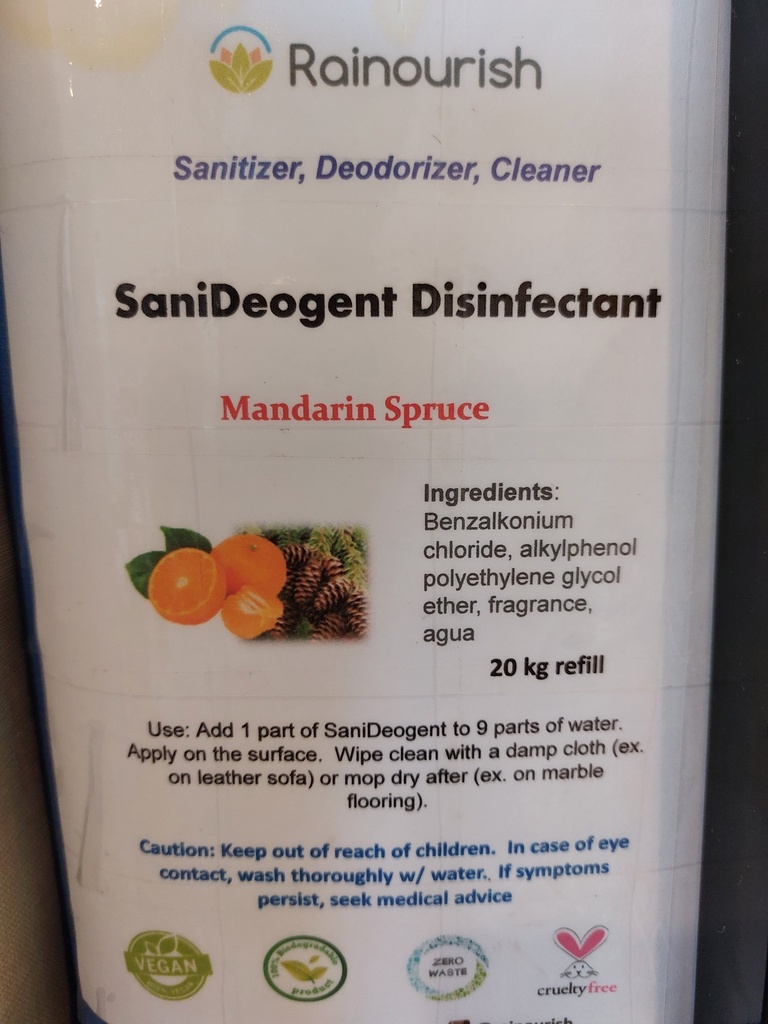 Rainourish
Sanitizer, Deodorizer, Cleaner
SaniDeogent Disinfectant
Mandarin Spruce
Ingredients:
Benzalkonium
chloride, alkylphenol
polyethylene glycol
ether, fragrance,
agua
20 kg refill
Use: Add 1 part of SaniDeogent to 9 parts of water.
Apply on the surface. Wipe clean with a damp cloth (ex.
on leather sofa) or mop dry after (ex. on marble
flooring).
Caution: Keep out of reach of children. In case of eye
contact, wash thoroughly w/ water.. If symptoms
persist, seek medical advice
VEGAN
100% Biodegradable
product
ZERO
WASTE
crueltyfree